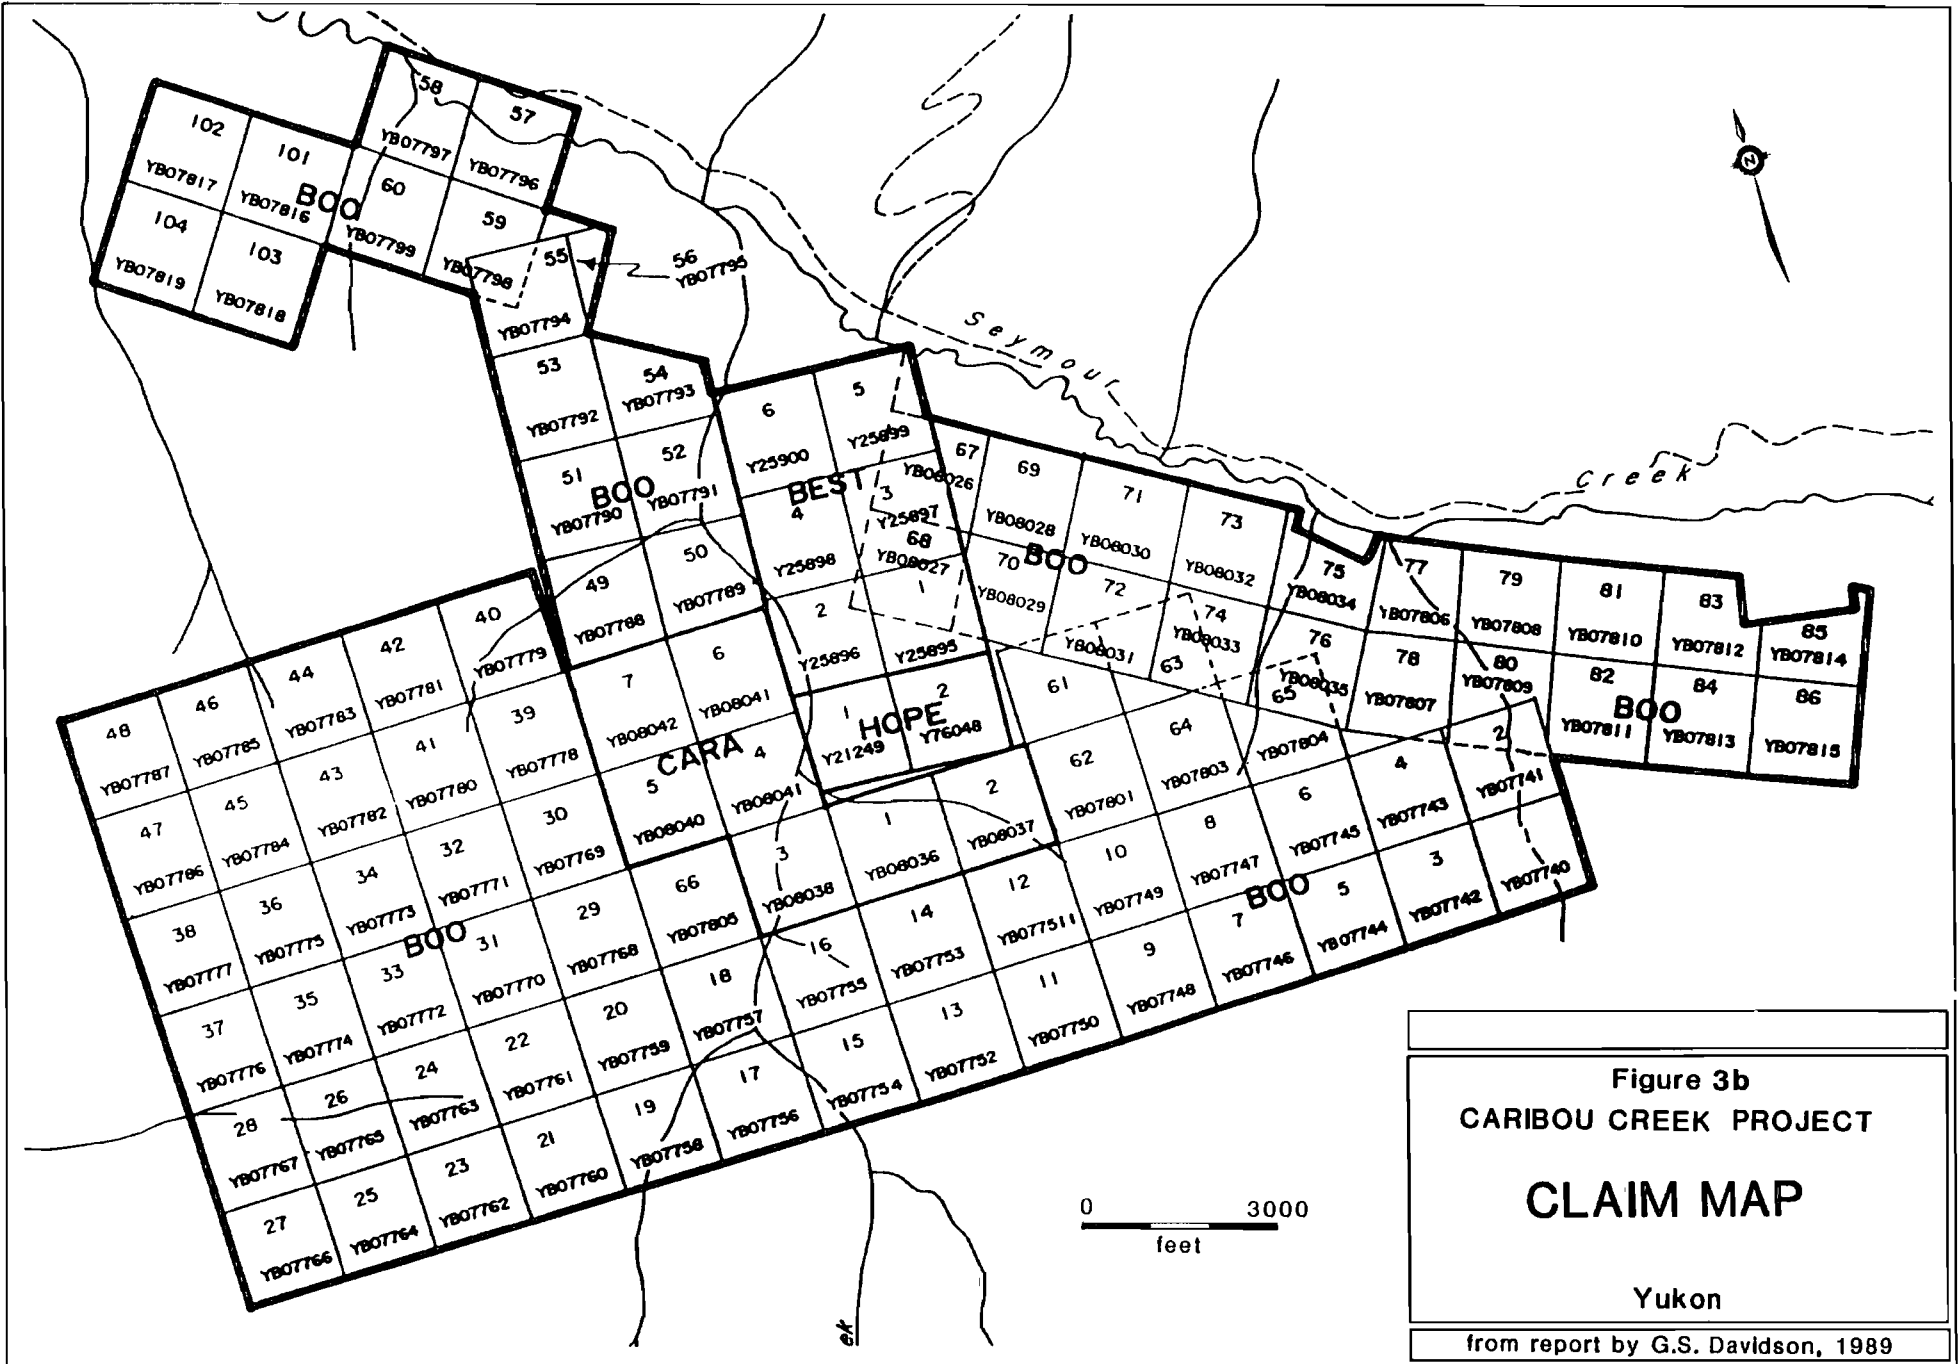 58
57
YB07797
YB07796
102
101
YB07817
YB07816
BOO
60
59
YB07799
YB07798
104
103
YB07819
YB07818
55
56
YB07795
YB07794
53
54
YB07792
YB07793
51
52
BOO
YB07790
YB07791
49
50
YB07788
YB07789
6
5
Y25900
Y25899
BEST
4
3
Y25898
Y25897
2
1
Y25896
Y25895
1
2
HOPE
Y21249
Y76048
Seymour
Creek
67
YB08026
68
YB08027
69
YB08028
71
YB08030
73
YB08032
BOO
70
YB08029
72
YB08031
74
YB08033
75
YB08034
76
YB08035
77
YB07806
79
YB07808
81
YB07810
83
YB07812
85
YB07814
78
YB07807
80
YB07809
82
YB07811
84
YB07813
86
YB07815
BOO
61
63
65
62
YB07801
64
YB07803
YB07804
7
6
YB08042
YB08041
CARA
5
4
YB08040
YB08041
3
1
2
YB08038
YB08036
YB08037
48
46
44
42
40
YB07787
YB07785
YB07783
YB07781
YB07779
47
45
43
41
39
YB07786
YB07784
YB07782
YB07780
YB07778
38
36
34
32
30
YB07777
YB07775
YB07773
YB07771
YB07769
BOO
37
35
33
31
29
66
YB07776
YB07774
YB07772
YB07770
YB07768
YB07805
28
26
24
22
20
18
16
14
12
10
8
6
4
2
YB07767
YB07765
YB07763
YB07761
YB07759
YB07757
YB07755
YB07753
YB077511
YB07749
YB07747
YB07745
YB07743
YB07741
BOO
27
25
23
21
19
17
15
13
11
9
7
5
3
YB07766
YB07764
YB07762
YB07760
YB07758
YB07756
YB07754
YB07752
YB07750
YB07748
YB07746
YB07744
YB07742
YB07740
N
ek
0 3000
feet
Figure 3b
CARIBOU CREEK PROJECT
CLAIM MAP
Yukon
from report by G.S. Davidson, 1989